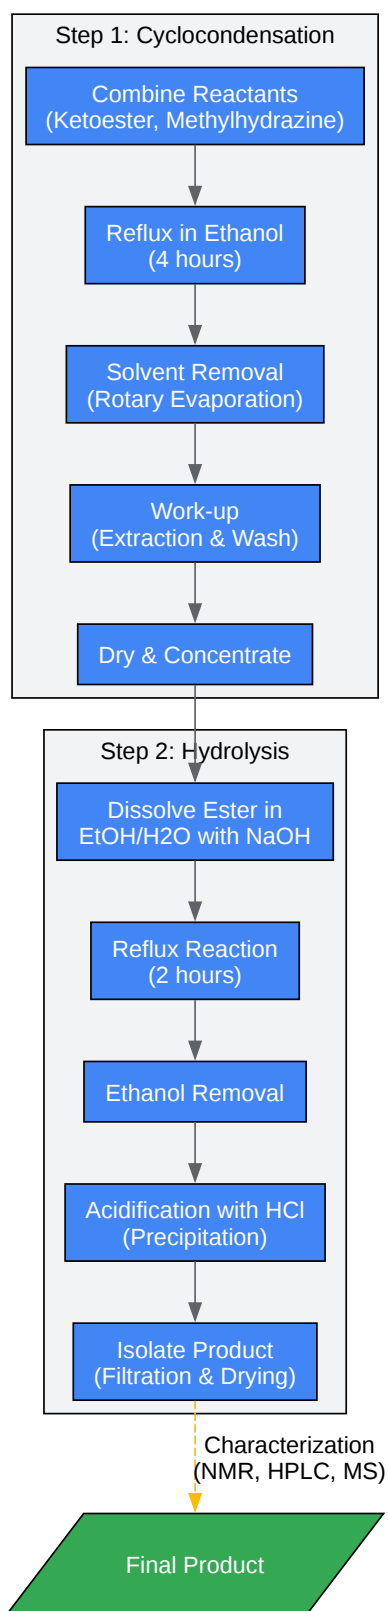 Step 1: Cyclocondensation
Combine Reactants
(Ketoester, Methylhydrazine)
Reflux in Ethanol
(4 hours)
Solvent Removal
(Rotary Evaporation)
Work-up
(Extraction & Wash)
Dry & Concentrate
Step 2: Hydrolysis
Dissolve Ester in
EtOH/H2O with NaOH
Reflux Reaction
(2 hours)
Ethanol Removal
Acidification with HCl
(Precipitation)
Isolate Product
(Filtration & Drying)
Characterization
(NMR, HPLC, MS)
Final Product